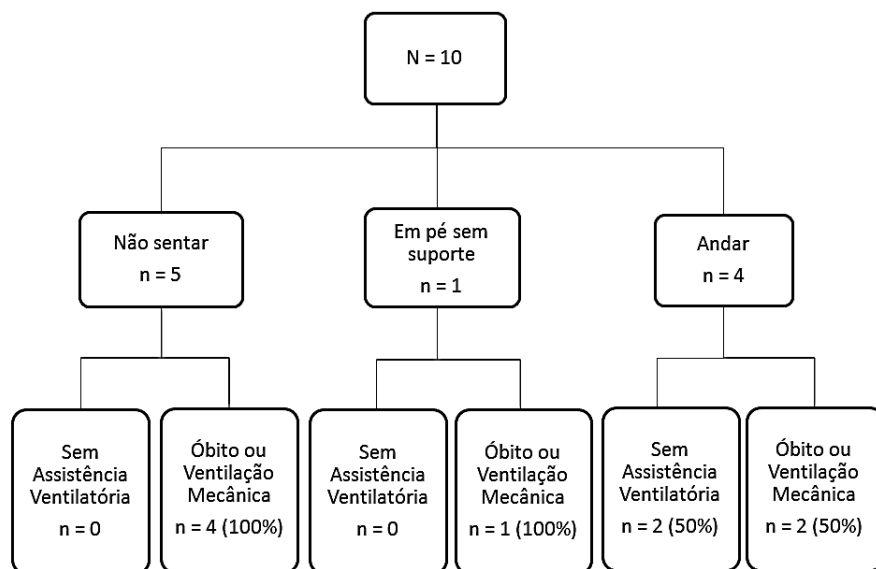 N = 10
Não sentar
n = 5
Em pé sem
suporte
n = 1
Andar
n = 4
Sem
Assistência
Ventilatória
n = 0
Óbito ou
Ventilação
Mecânica
n = 4 (100%)
Sem
Assistência
Ventilatória
n = 0
Óbito ou
Ventilação
Mecânica
n = 1 (100%)
Sem
Assistência
Ventilatória
n = 2 (50%)
Óbito ou
Ventilação
Mecânica
n = 2 (50%)